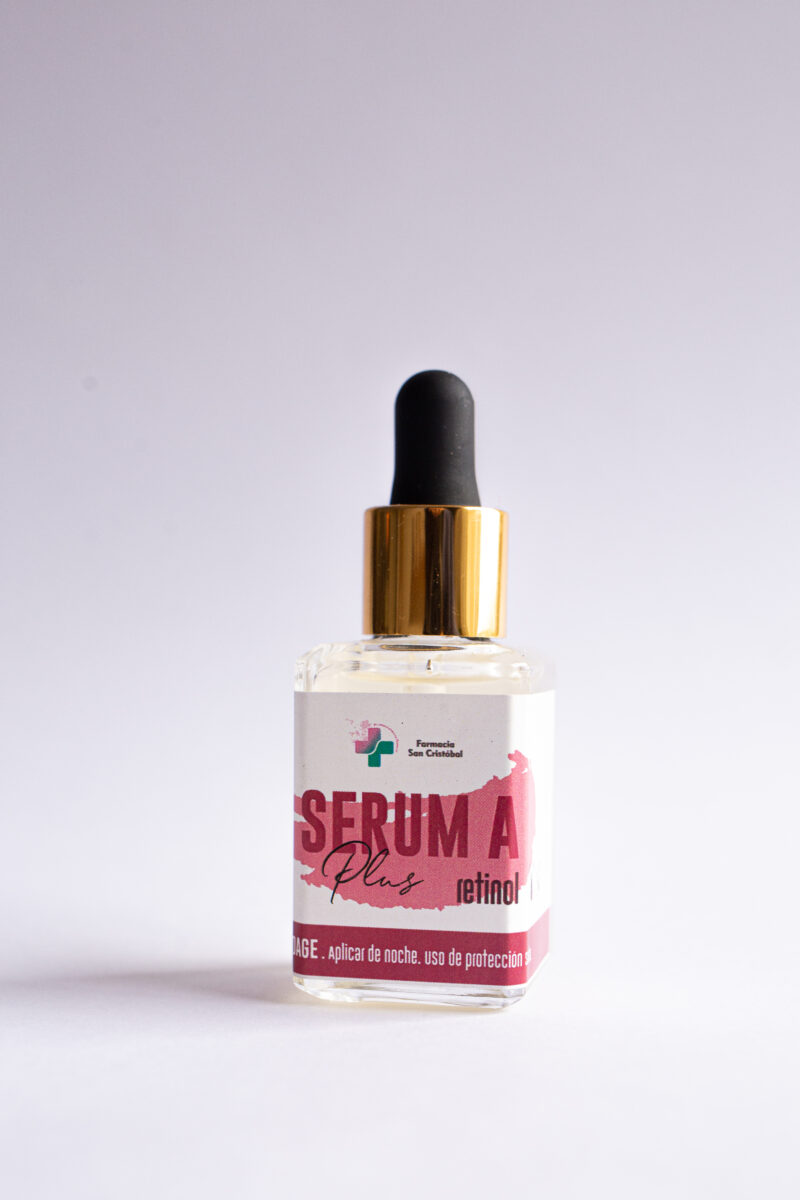 Farmacia
San Cristóbal
SERUM A
Plus
retinol
. Aplicar de noche. uso de protección